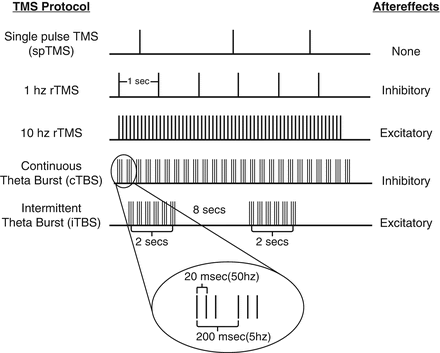 TMS Protocol
Aftereffects
Single pulse TMS
(spTMS)
None
1 hz rTMS
1 sec
Inhibitory
10 hz rTMS
Excitatory
Continuous
Theta Burst (cTBS)
Inhibitory
Intermittent
Theta Burst (iTBS)
8 secs
Excitatory
2 secs
2 secs
20 msec(50hz)
200 msec(5hz)